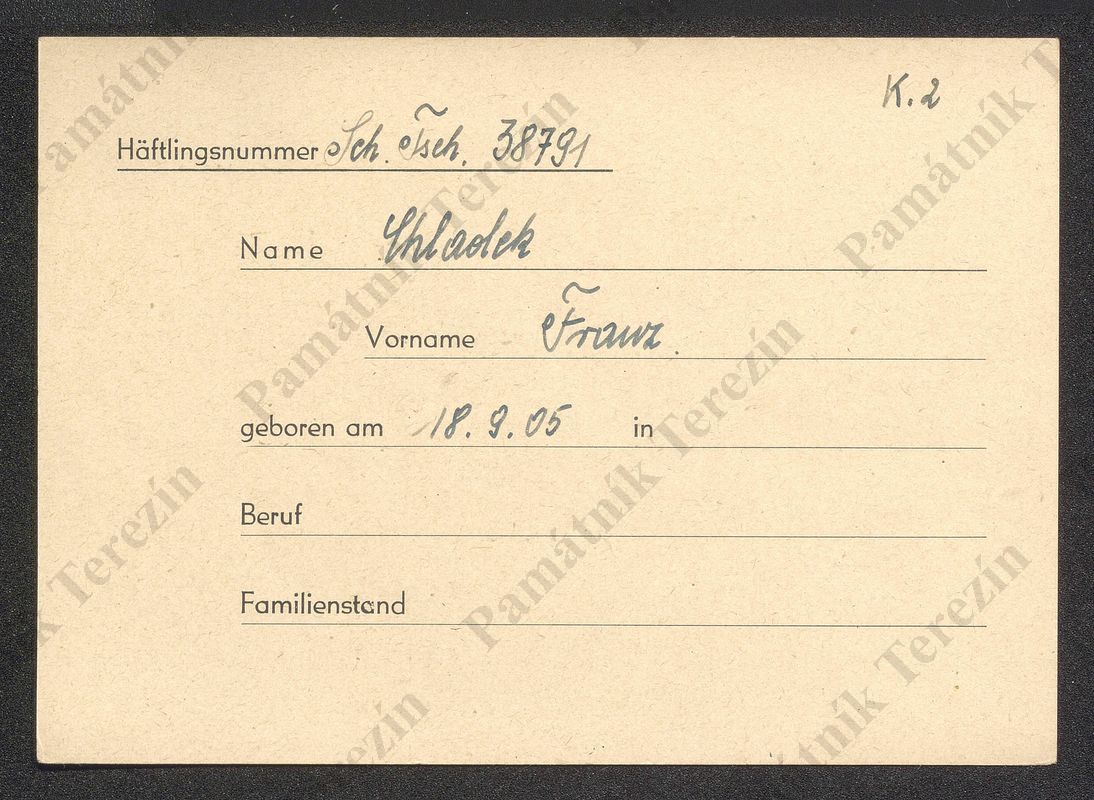 K.2
Häftlingsnummer Sch. Tsch. 38791
Name Chladek
Vorname Franz
geboren am 18. 9. 05 in
Beruf
Familienstand
Památník Terezín